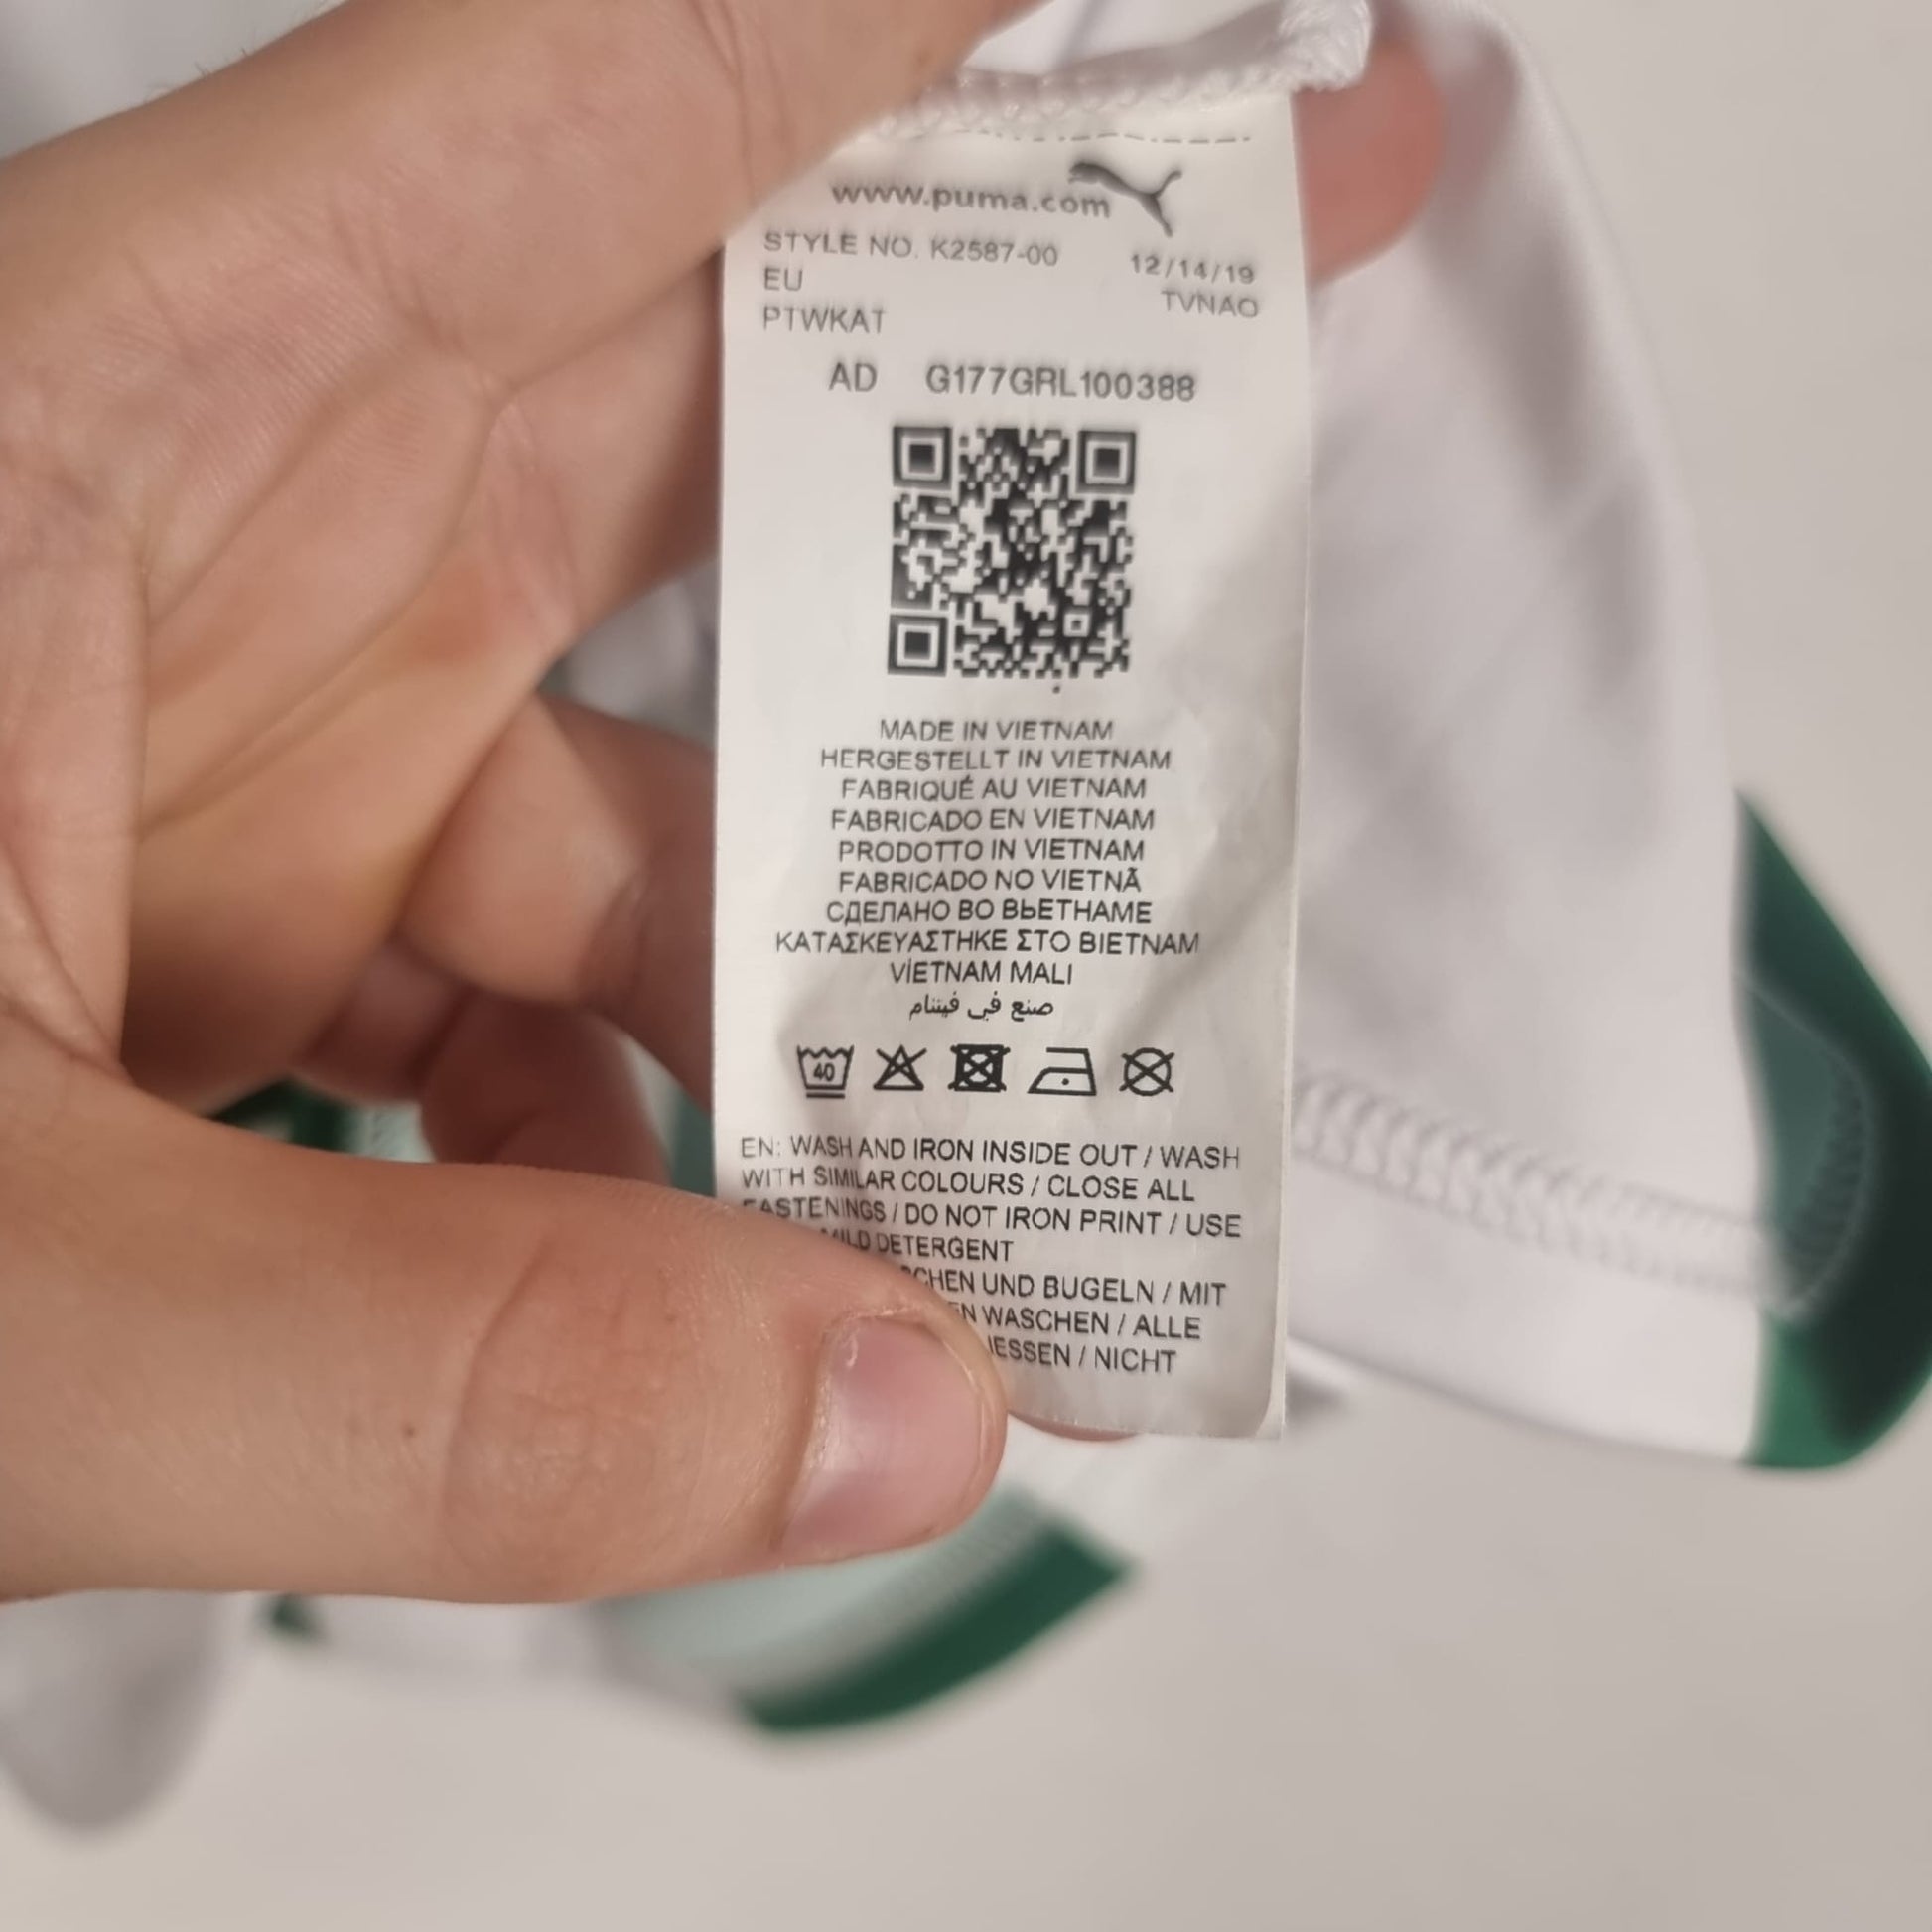 www.puma.com
STYLE NO. K2587-00 12/14/19
EU TVNAO
PTWKAT
AD G177GRL100388
MADE IN VIETNAM
HERGESTELLT IN VIETNAM
FABRIQUÉ AU VIETNAM
FABRICADO EN VIETNAM
PRODOTTO IN VIETNAM
FABRICADO NO VIETNÃ
СДЕЛАНО ВО ВЬЕТНАМЕ
ΚΑΤΑΣΚΕΥΑΣΤΗΚΕ ΣΤΟ ΒΙΕΤΝΑΜ
VİETNAM MALI
صنع في فيتنام
40
EN: WASH AND IRON INSIDE OUT / WASH
WITH SIMILAR COLOURS / CLOSE ALL
FASTENINGS / DO NOT IRON PRINT / USE
MILD DETERGENT
UND BUGELN / MIT
WASCHEN / ALLE
/ NICHT